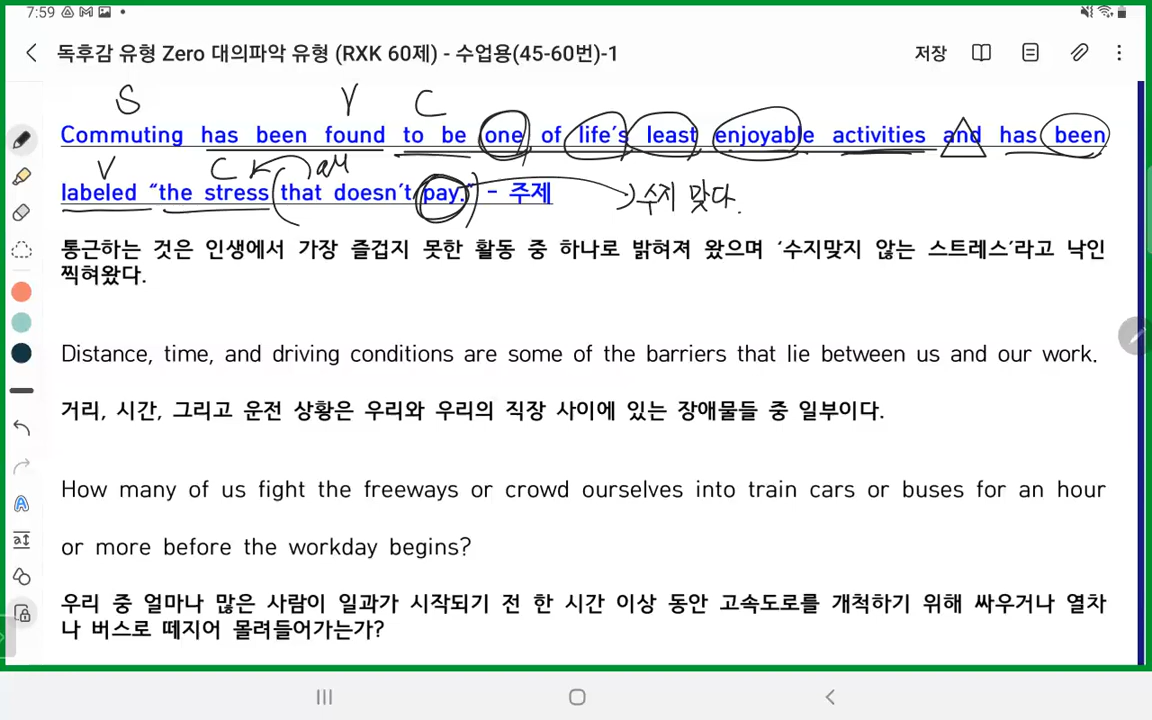 7:59
독후감 유형 Zero 대의파악 유형 (RXK 60제) - 수업용(45-60번)-1
저장
S V C
Commuting has been found to be one of life's least enjoyable activities and has been
V C
labeled “the stress that doesn't pay.” - 주제
수지 맞다.
통근하는 것은 인생에서 가장 즐겁지 못한 활동 중 하나로 밝혀져 왔으며 ‘수지맞지 않는 스트레스’라고 낙인
찍혀왔다.
Distance, time, and driving conditions are some of the barriers that lie between us and our work.
거리, 시간, 그리고 운전 상황은 우리와 우리의 직장 사이에 있는 장애물들 중 일부이다.
How many of us fight the freeways or crowd ourselves into train cars or buses for an hour
or more before the workday begins?
우리 중 얼마나 많은 사람이 일과가 시작되기 전 한 시간 이상 동안 고속도로를 개척하기 위해 싸우거나 열차
나 버스로 떼지어 몰려들어가는가?